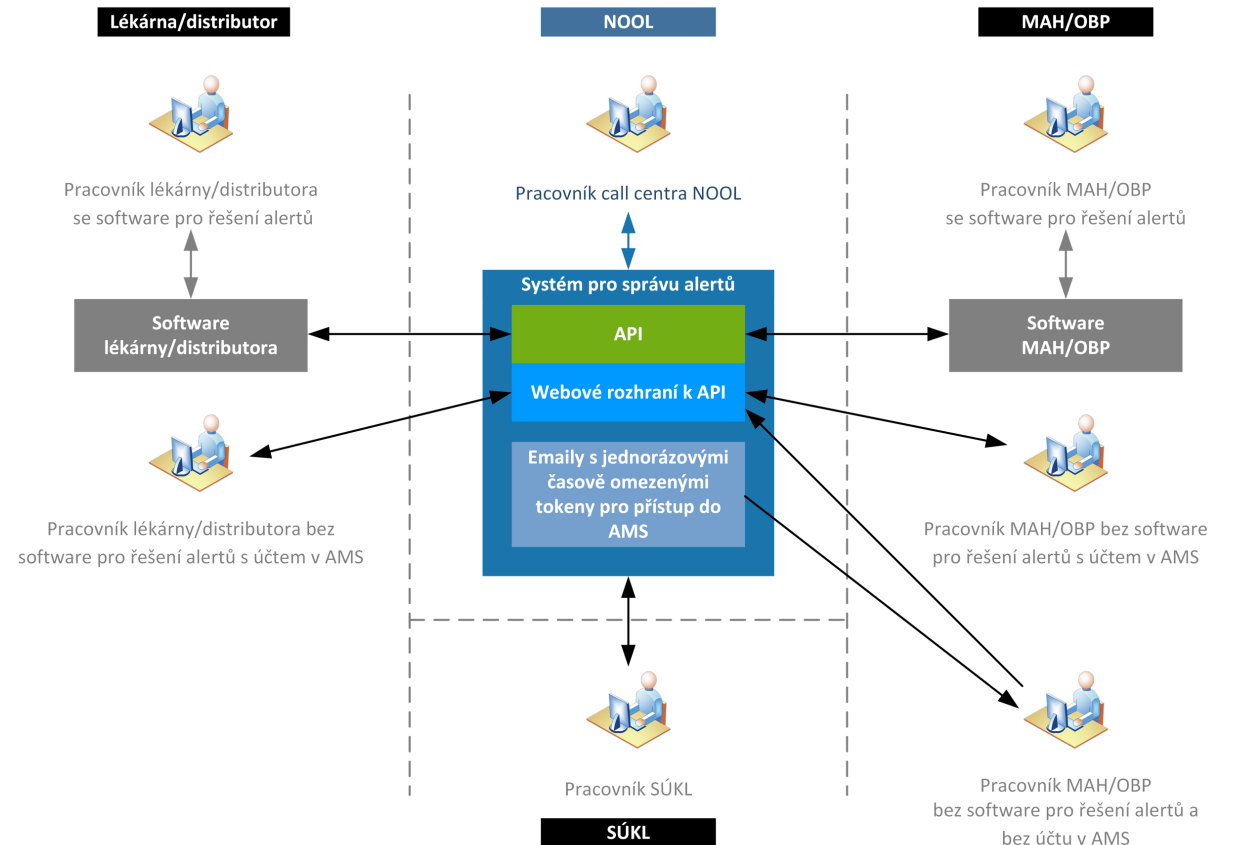 Lékárna/distributor
NOOL
MAH/OBP
Pracovník lékárny/distributora
se software pro řešení alertů
Pracovník call centra NOOL
Pracovník MAH/OBP
se software pro řešení alertů
Systém pro správu alertů
Software
lékárny/distributora
API
Software
MAH/OBP
Webové rozhraní k API
Emaily s jednorázovými
časově omezenými
tokeny pro přístup do
AMS
Pracovník lékárny/distributora bez
software pro řešení alertů s účtem v AMS
Pracovník MAH/OBP bez software
pro řešení alertů s účtem v AMS
Pracovník SÚKL
SÚKL
Pracovník MAH/OBP
bez software pro řešení alertů a
bez účtu v AMS